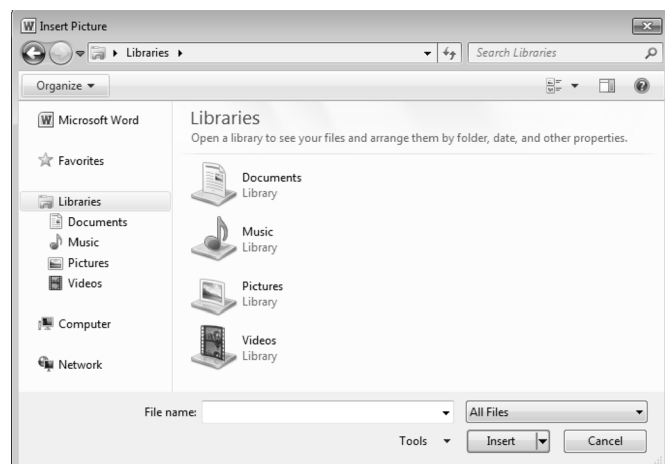 Insert Picture
Libraries
Search Libraries
Organize
Microsoft Word
Favorites
Libraries
Documents
Music
Pictures
Videos
Computer
Network
Libraries
Open a library to see your files and arrange them by folder, date, and other properties.
Documents
Library
Music
Library
Pictures
Library
Videos
Library
File name:
All Files
Tools
Insert
Cancel